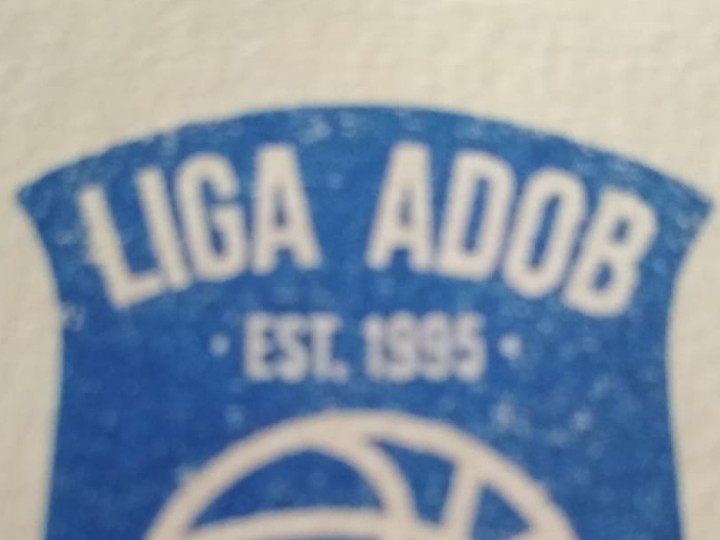 LIGA ADOB
· EST. 1995 ·